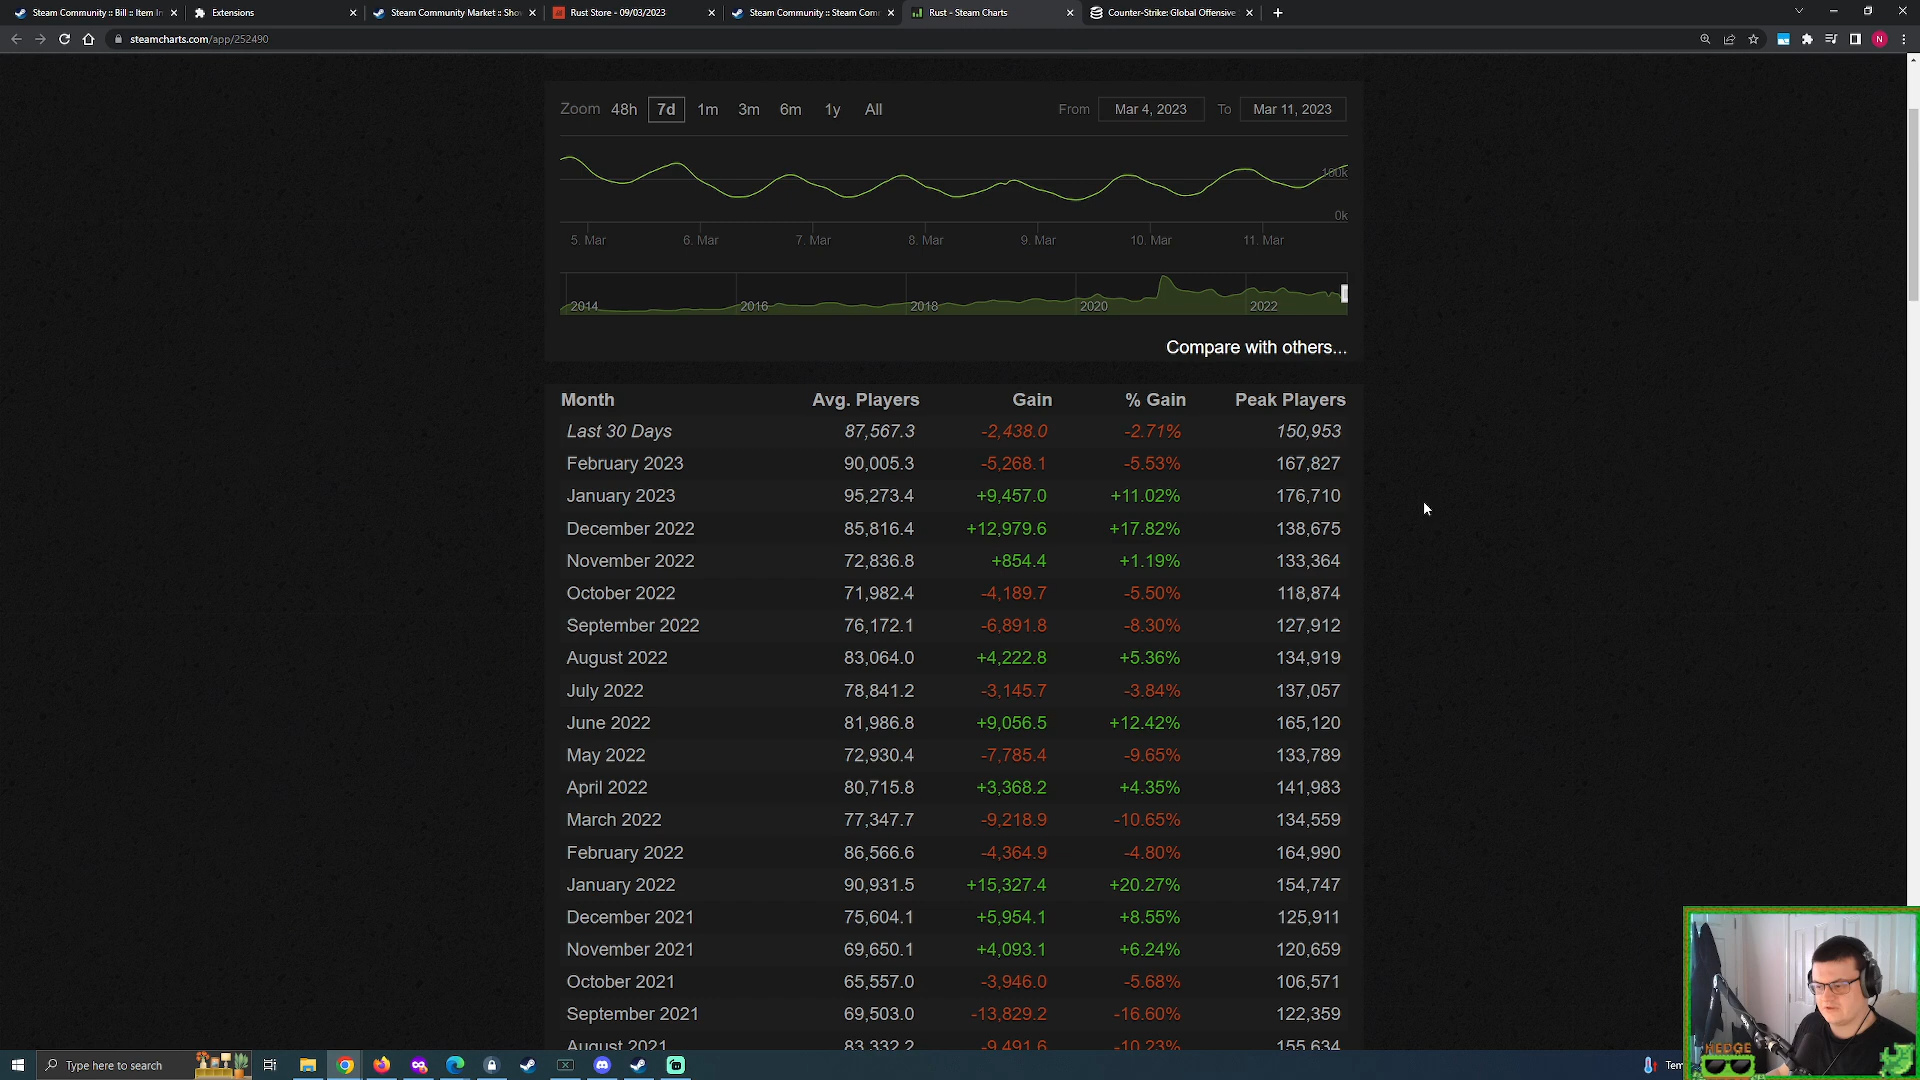 Steam Community :: Bill :: Item In
Extensions
Steam Community Market :: Sho
Rust Store - 09/03/2023
Steam Community :: Steam Com
Rust - Steam Charts
Counter-Strike: Global Offensive
steamcharts.com/app/252490
N
Zoom 48h 7d 1m 3m 6m 1y All From Mar 4, 2023 To Mar 11, 2023
100k
0k
5. Mar 6. Mar 7. Mar 8. Mar 9. Mar 10. Mar 11. Mar
2014 2016 2018 2020 2022
Compare with others...
Month Avg. Players Gain % Gain Peak Players
Last 30 Days 87,567.3 -2,438.0 -2.71% 150,953
February 2023 90,005.3 -5,268.1 -5.53% 167,827
January 2023 95,273.4 +9,457.0 +11.02% 176,710
December 2022 85,816.4 +12,979.6 +17.82% 138,675
November 2022 72,836.8 +854.4 +1.19% 133,364
October 2022 71,982.4 -4,189.7 -5.50% 118,874
September 2022 76,172.1 -6,891.8 -8.30% 127,912
August 2022 83,064.0 +4,222.8 +5.36% 134,919
July 2022 78,841.2 -3,145.7 -3.84% 137,057
June 2022 81,986.8 +9,056.5 +12.42% 165,120
May 2022 72,930.4 -7,785.4 -9.65% 133,789
April 2022 80,715.8 +3,368.2 +4.35% 141,983
March 2022 77,347.7 -9,218.9 -10.65% 134,559
February 2022 86,566.6 -4,364.9 -4.80% 164,990
January 2022 90,931.5 +15,327.4 +20.27% 154,747
December 2021 75,604.1 +5,954.1 +8.55% 125,911
November 2021 69,650.1 +4,093.1 +6.24% 120,659
October 2021 65,557.0 -3,946.0 -5.68% 106,571
September 2021 69,503.0 -13,829.2 -16.60% 122,359
August 2021 83,332.2 -9,491.6 -10.23% 155,634
Type here to search
Tem
HEDGE